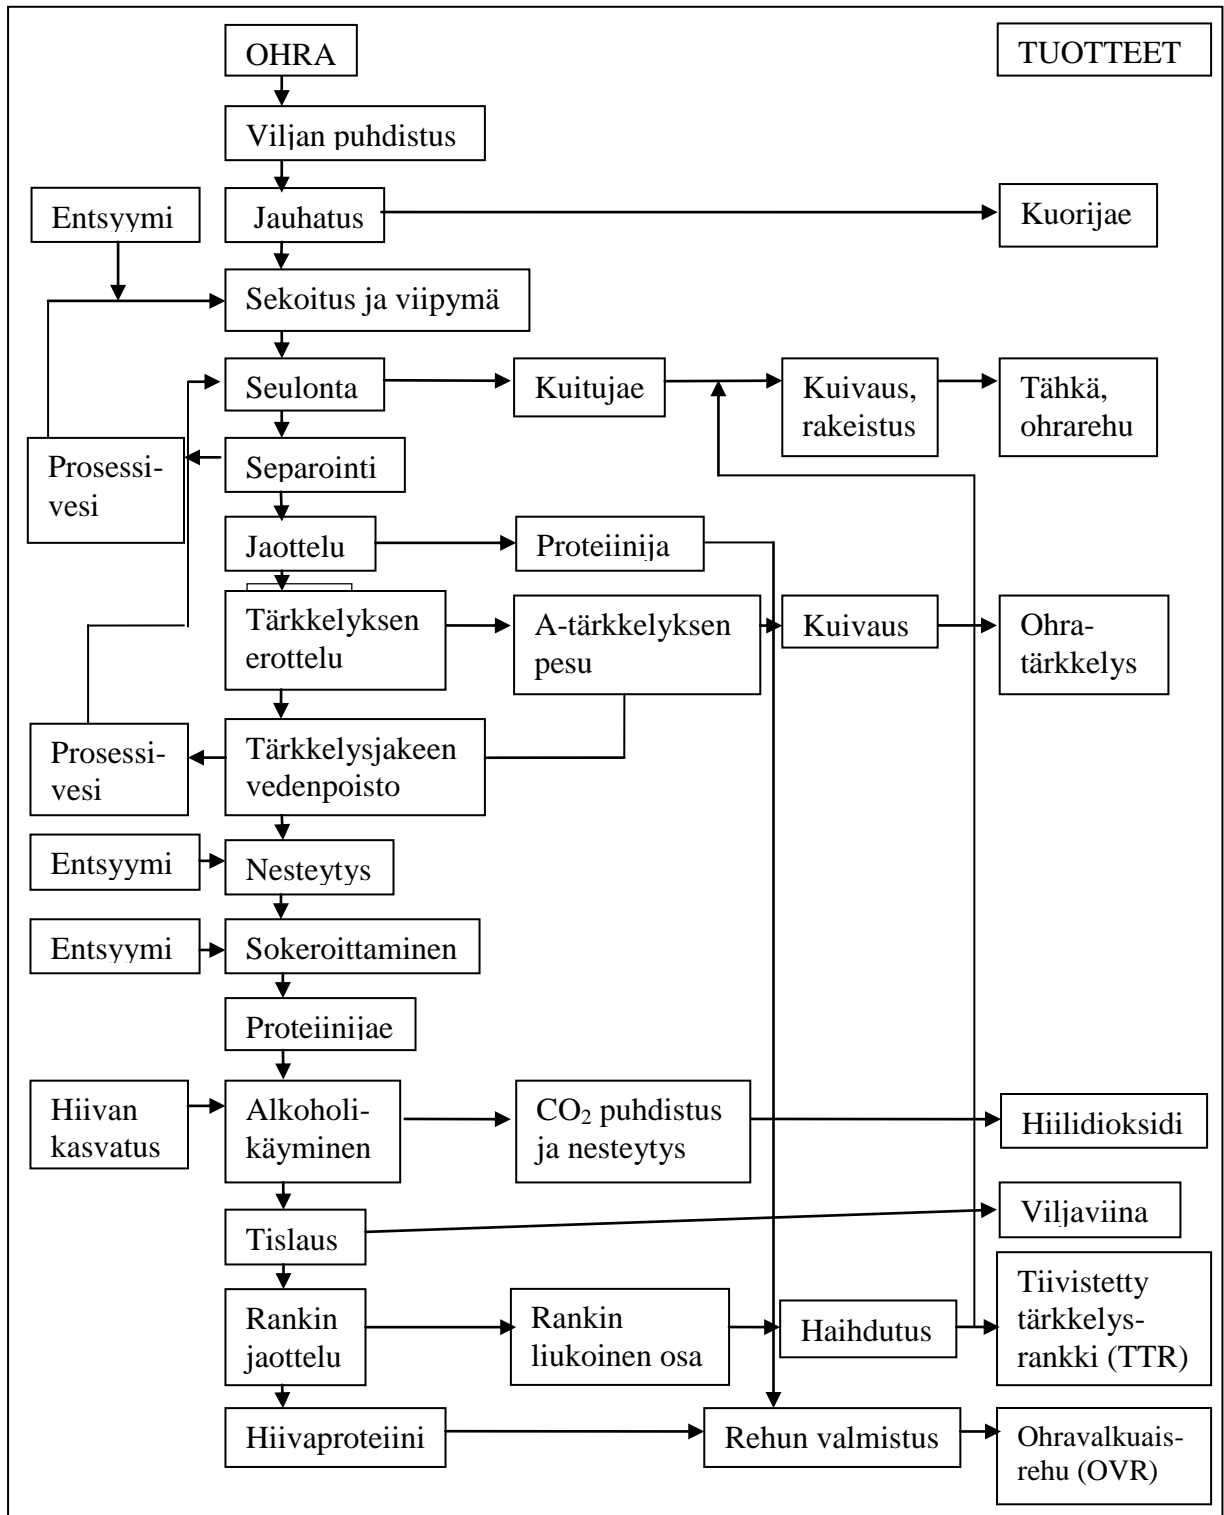 OHRA
TUOTTEET
Viljan puhdistus
Entsyymi
Jauhatus
Kuorijae
Sekoitus ja viipymä
Seulonta
Kuitujae
Kuivaus,
rakeistus
Tähkä,
ohrarehu
Prosessi-
vesi
Separointi
Jaottelu
Proteiinija
Tärkkelyksen
erottelu
A-tärkkelyksen
pesu
Kuivaus
Ohra-
tärkkelys
Prosessi-
vesi
Tärkkelysjakeen
vedenpoisto
Entsyymi
Nesteytys
Entsyymi
Sokeroittaminen
Proteiinijae
Hiivan
kasvatus
Alkoholi-
käyminen
CO₂ puhdistus
ja nesteytys
Hiilidioksidi
Tislaus
Viljaviina
Rankin
jaottelu
Rankin
liukoinen osa
Haihdutus
Tiivistetty
tärkkelys-
rankki (TTR)
Hiivaproteiini
Rehun valmistus
Ohravalkuais-
rehu (OVR)